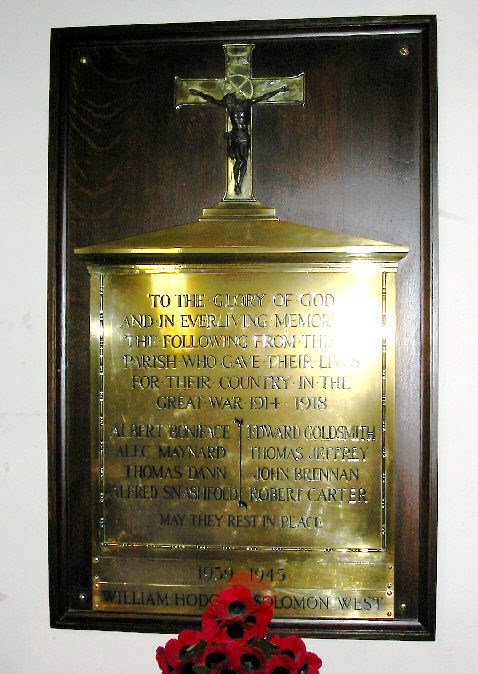 TO THE GLORY OF GOD
AND IN EVERLIVING MEMORY OF
THE FOLLOWING FROM THIS
PARISH WHO GAVE THEIR LIVES
FOR THEIR COUNTRY IN THE
GREAT WAR 1914 - 1918
ALBERT BONIFACE EDWARD GOLDSMITH
ALEC MAYNARD THOMAS JEFFREY
THOMAS DANN JOHN BRENNAN
ALFRED SNASHFOLD ROBERT CARTER
MAY THEY REST IN PEACE
1939 1945
WILLIAM SOLOMON WEST